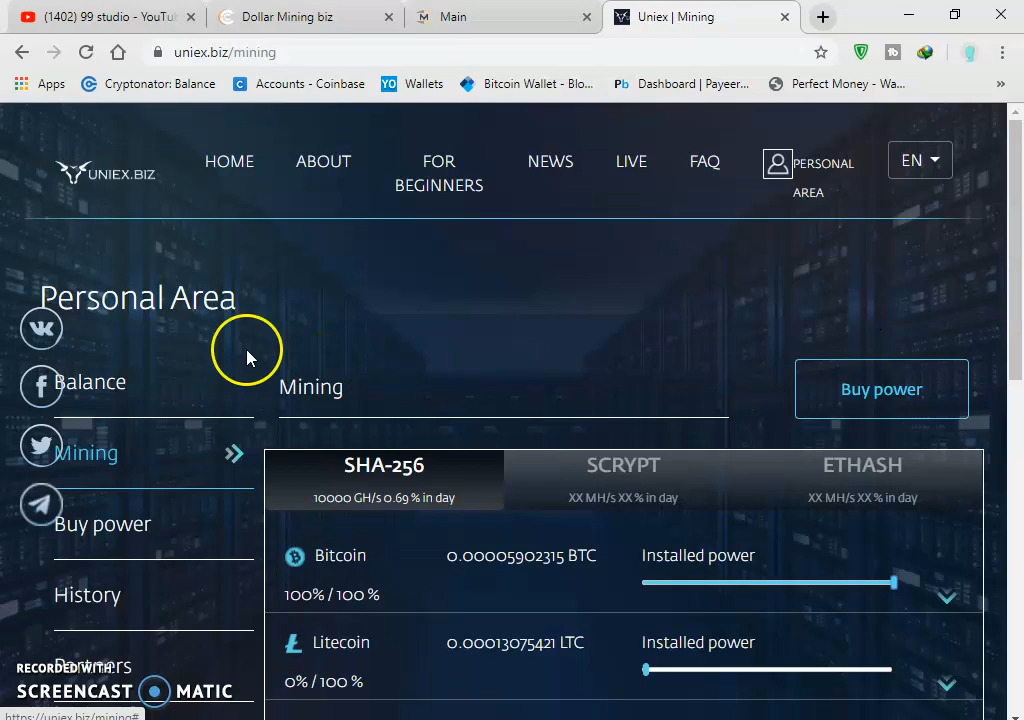 (1402) 99 studio - YouTu
Dollar Mining biz
Main
Uniex | Mining
uniex.biz/mining
Apps
Cryptonator: Balance
Accounts - Coinbase
YO Wallets
Bitcoin Wallet - Blo...
Pb Dashboard | Payeer...
Perfect Money - Wa...
UNIEX.BIZ
HOME
ABOUT
FOR
BEGINNERS
NEWS
LIVE
FAQ
PERSONAL
AREA
EN
Personal Area
Balance
Mining
Buy power
History
Partners
Mining
Buy power
SHA-256
10000 GH/s 0.69 % in day
SCRYPT
XX MH/s XX % in day
ETHASH
XX MH/s XX % in day
Bitcoin
0.00005902315 BTC
Installed power
100% / 100 %
Litecoin
0.00013075421 LTC
Installed power
0% / 100 %
RECORDED WITH
SCREENCAST MATIC
https://uniex.biz/mining#